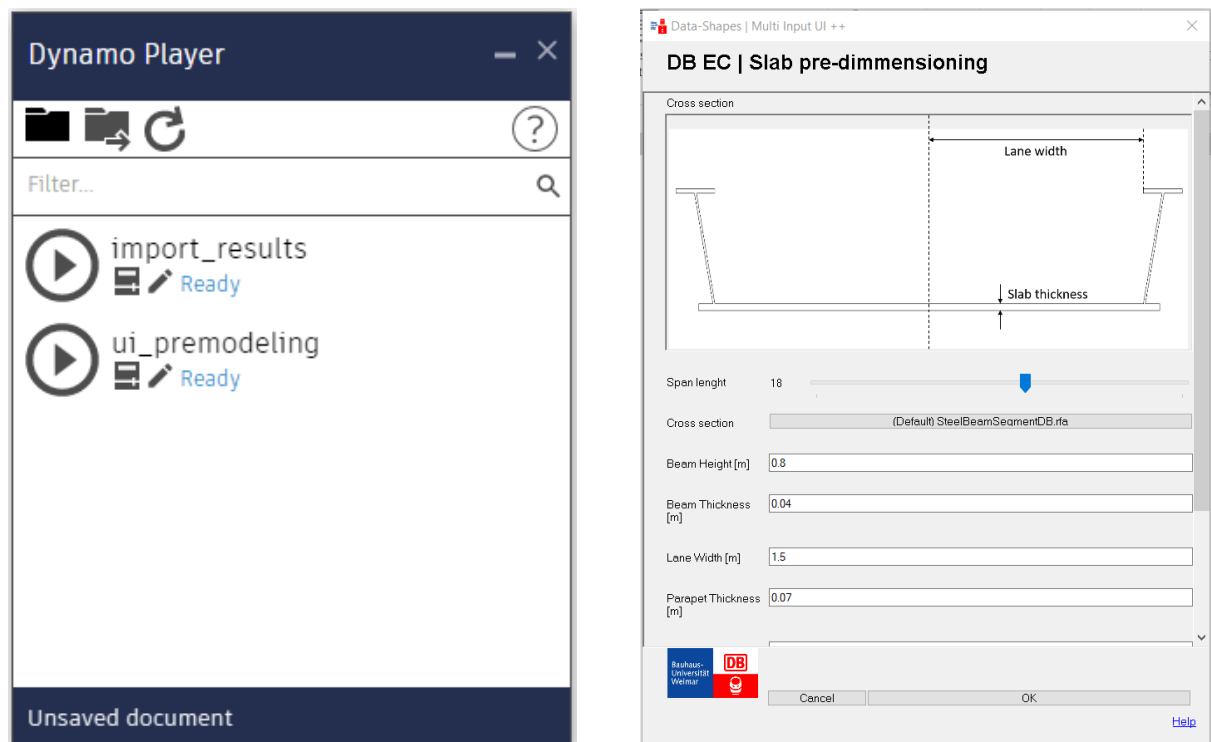 Dynamo Player
Filter...
import_results
Ready
ui_premodeling
Ready
Unsaved document
Data-Shapes | Multi Input UI ++
DB EC | Slab pre-dimmensioning
Cross section
Lane width
Slab thickness
Span lenght 18
Cross section (Default) SteelBeamSegmentDB.rfa
Beam Height [m] 0.8
Beam Thickness 0.04
[m]
Lane Width [m] 1.5
Parapet Thickness 0.07
[m]
Bauhaus-
Universität
Weimar
DB
Cancel OK
Help